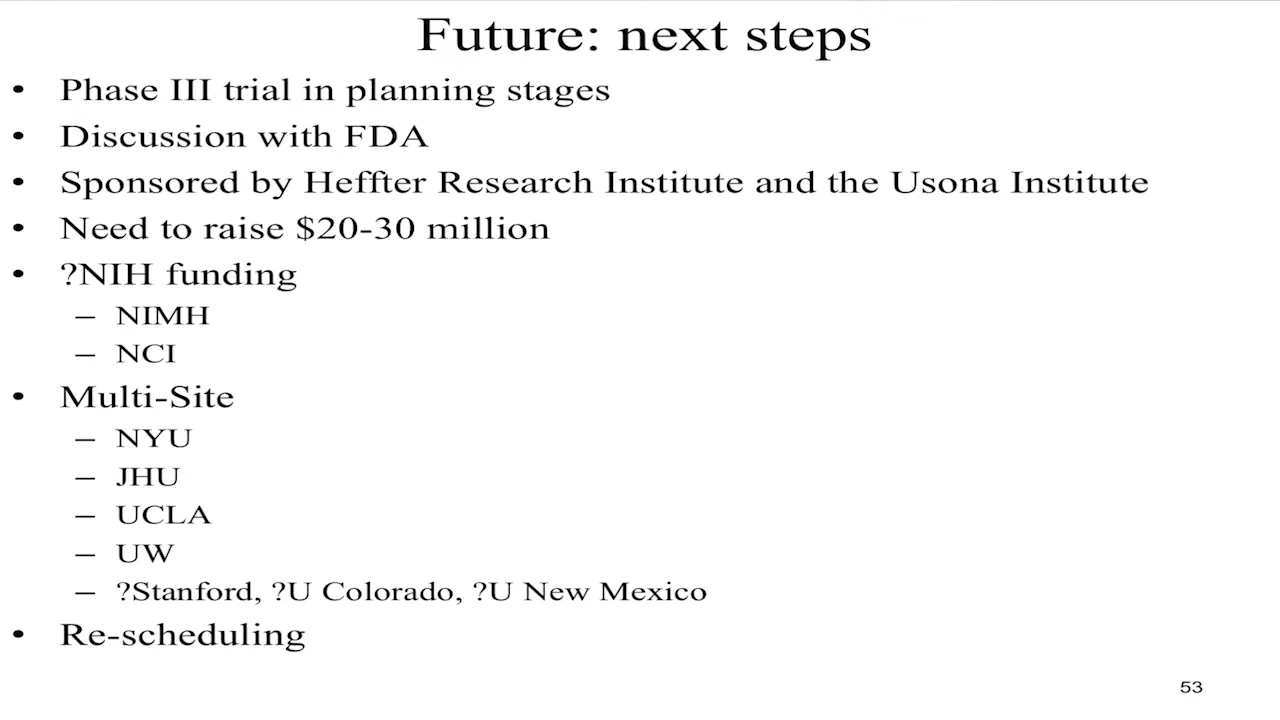 Future: next steps
• Phase III trial in planning stages
• Discussion with FDA
• Sponsored by Heffter Research Institute and the Usona Institute
• Need to raise $20-30 million
• ?NIH funding
– NIMH
– NCI
• Multi-Site
– NYU
– JHU
– UCLA
– UW
– ?Stanford, ?U Colorado, ?U New Mexico
• Re-scheduling
53